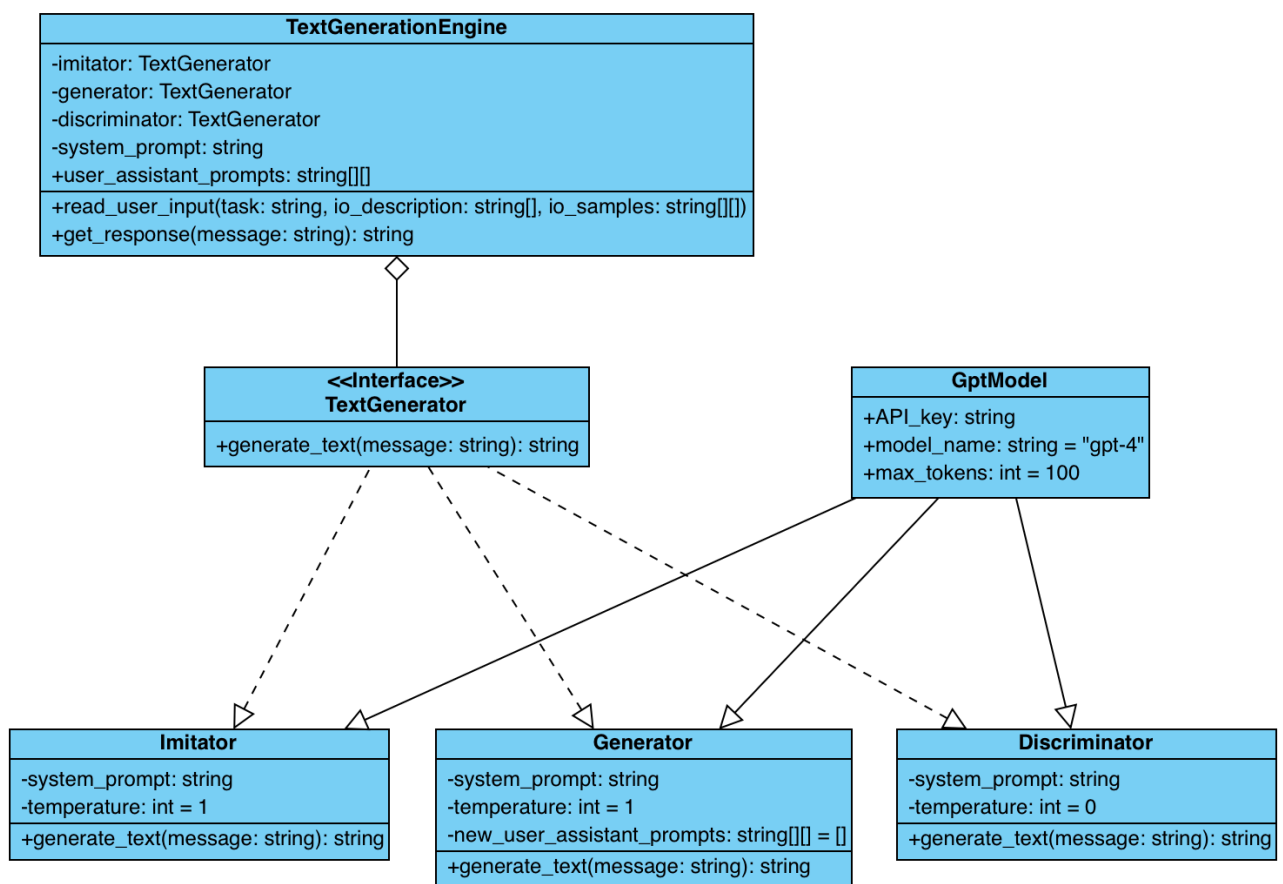 TextGenerationEngine
-imitator: TextGenerator
-generator: TextGenerator
-discriminator: TextGenerator
-system_prompt: string
+user_assistant_prompts: string[][]
+read_user_input(task: string, io_description: string[], io_samples: string[][])
+get_response(message: string): string
<<Interface>>
TextGenerator
+generate_text(message: string): string
GptModel
+API_key: string
+model_name: string = "gpt-4"
+max_tokens: int = 100
Imitator
-system_prompt: string
-temperature: int = 1
+generate_text(message: string): string
Generator
-system_prompt: string
-temperature: int = 1
-new_user_assistant_prompts: string[][] = []
+generate_text(message: string): string
Discriminator
-system_prompt: string
-temperature: int = 0
+generate_text(message: string): string